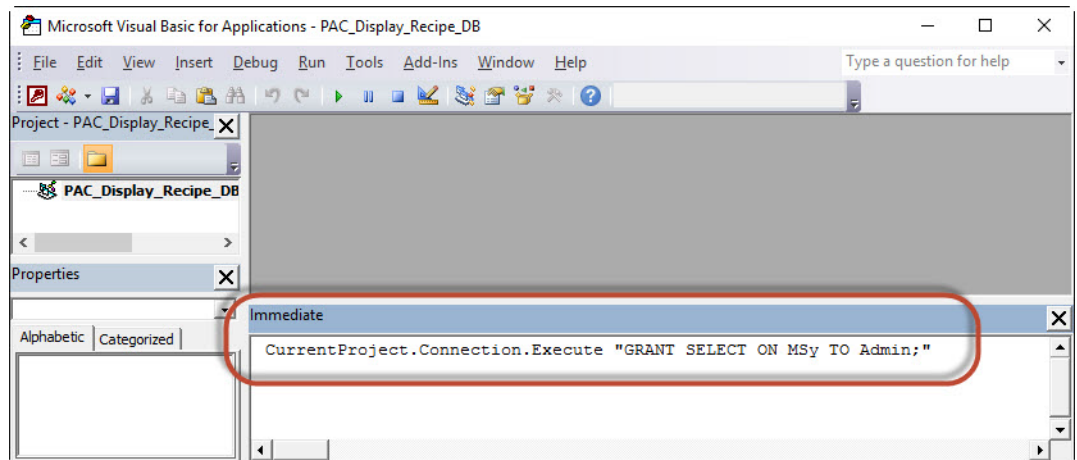 Microsoft Visual Basic for Applications - PAC_Display_Recipe_DB
File Edit View Insert Debug Run Tools Add-Ins Window Help Type a question for help
Project - PAC_Display_Recipe_
PAC_Display_Recipe_DB
Properties
Alphabetic Categorized
Immediate
CurrentProject.Connection.Execute "GRANT SELECT ON MSy TO Admin;"